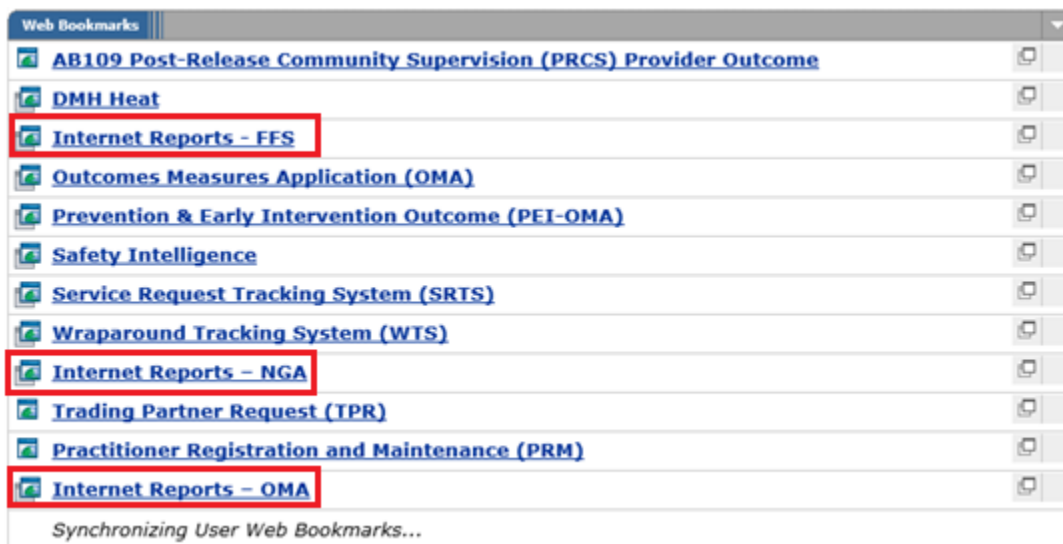 Web Bookmarks
AB109 Post-Release Community Supervision (PRCS) Provider Outcome
DMH Heat
Internet Reports - FFS
Outcomes Measures Application (OMA)
Prevention & Early Intervention Outcome (PEI-OMA)
Safety Intelligence
Service Request Tracking System (SRTS)
Wraparound Tracking System (WTS)
Internet Reports – NGA
Trading Partner Request (TPR)
Practitioner Registration and Maintenance (PRM)
Internet Reports – OMA
Synchronizing User Web Bookmarks...